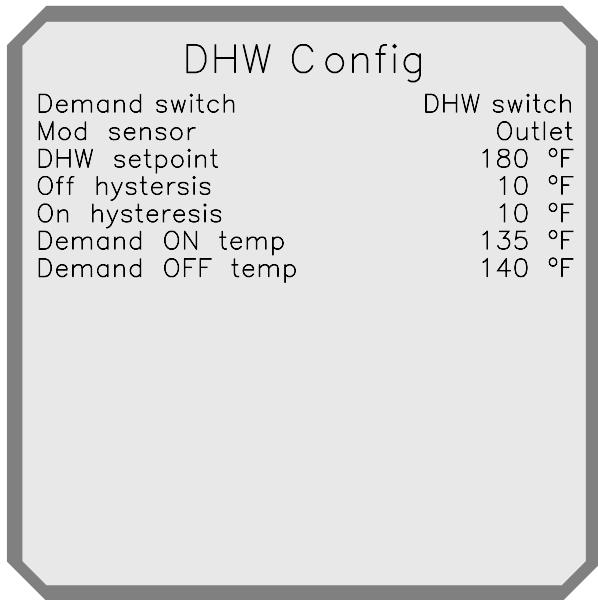 DHW Config
Demand switch DHW switch
Mod sensor Outlet
DHW setpoint 180 °F
Off hystersis 10 °F
On hysteresis 10 °F
Demand ON temp 135 °F
Demand OFF temp 140 °F